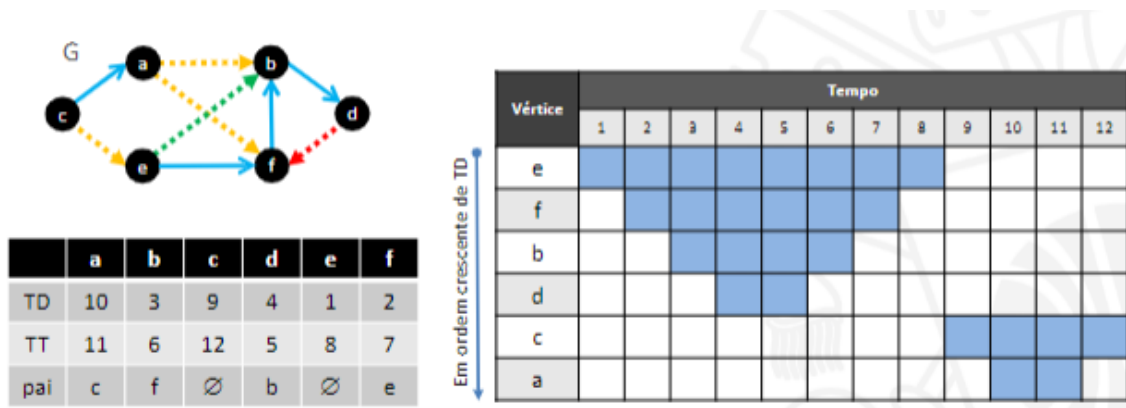 G
a
b
c
d
e
f
a b c d e f
TD 10 3 9 4 1 2
TT 11 6 12 5 8 7
pai c f ∅ b ∅ e
Em ordem crescente de TD
Vértice Tempo
1 2 3 4 5 6 7 8 9 10 11 12
e
f
b
d
c
a